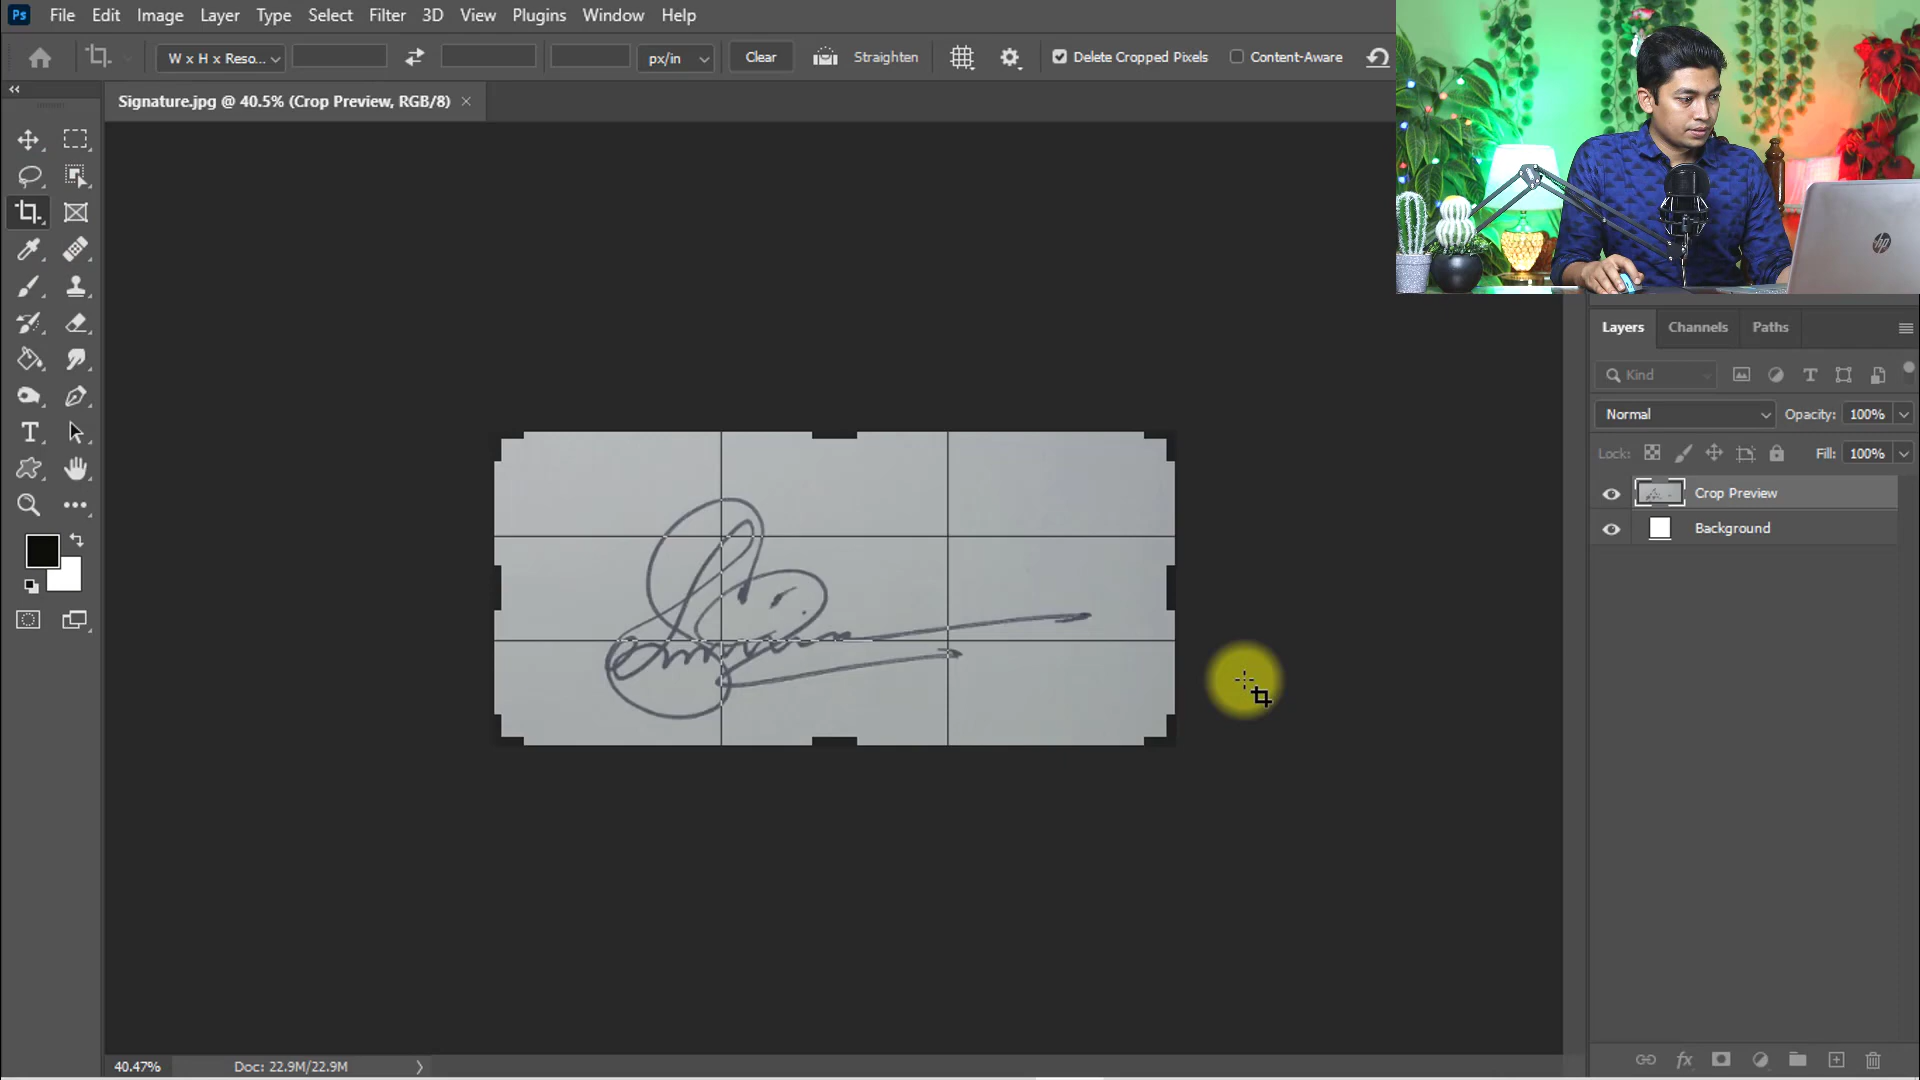 Ps File Edit Image Layer Type Select Filter 3D View Plugins Window Help
W x H x Reso... px/in Clear Straighten Delete Cropped Pixels Content-Aware
Signature.jpg @ 40.5% (Crop Preview, RGB/8) ×
hp
Layers Channels Paths
Kind
Normal Opacity: 100%
Lock: Fill: 100%
Crop Preview
Background
40.47% Doc: 22.9M/22.9M